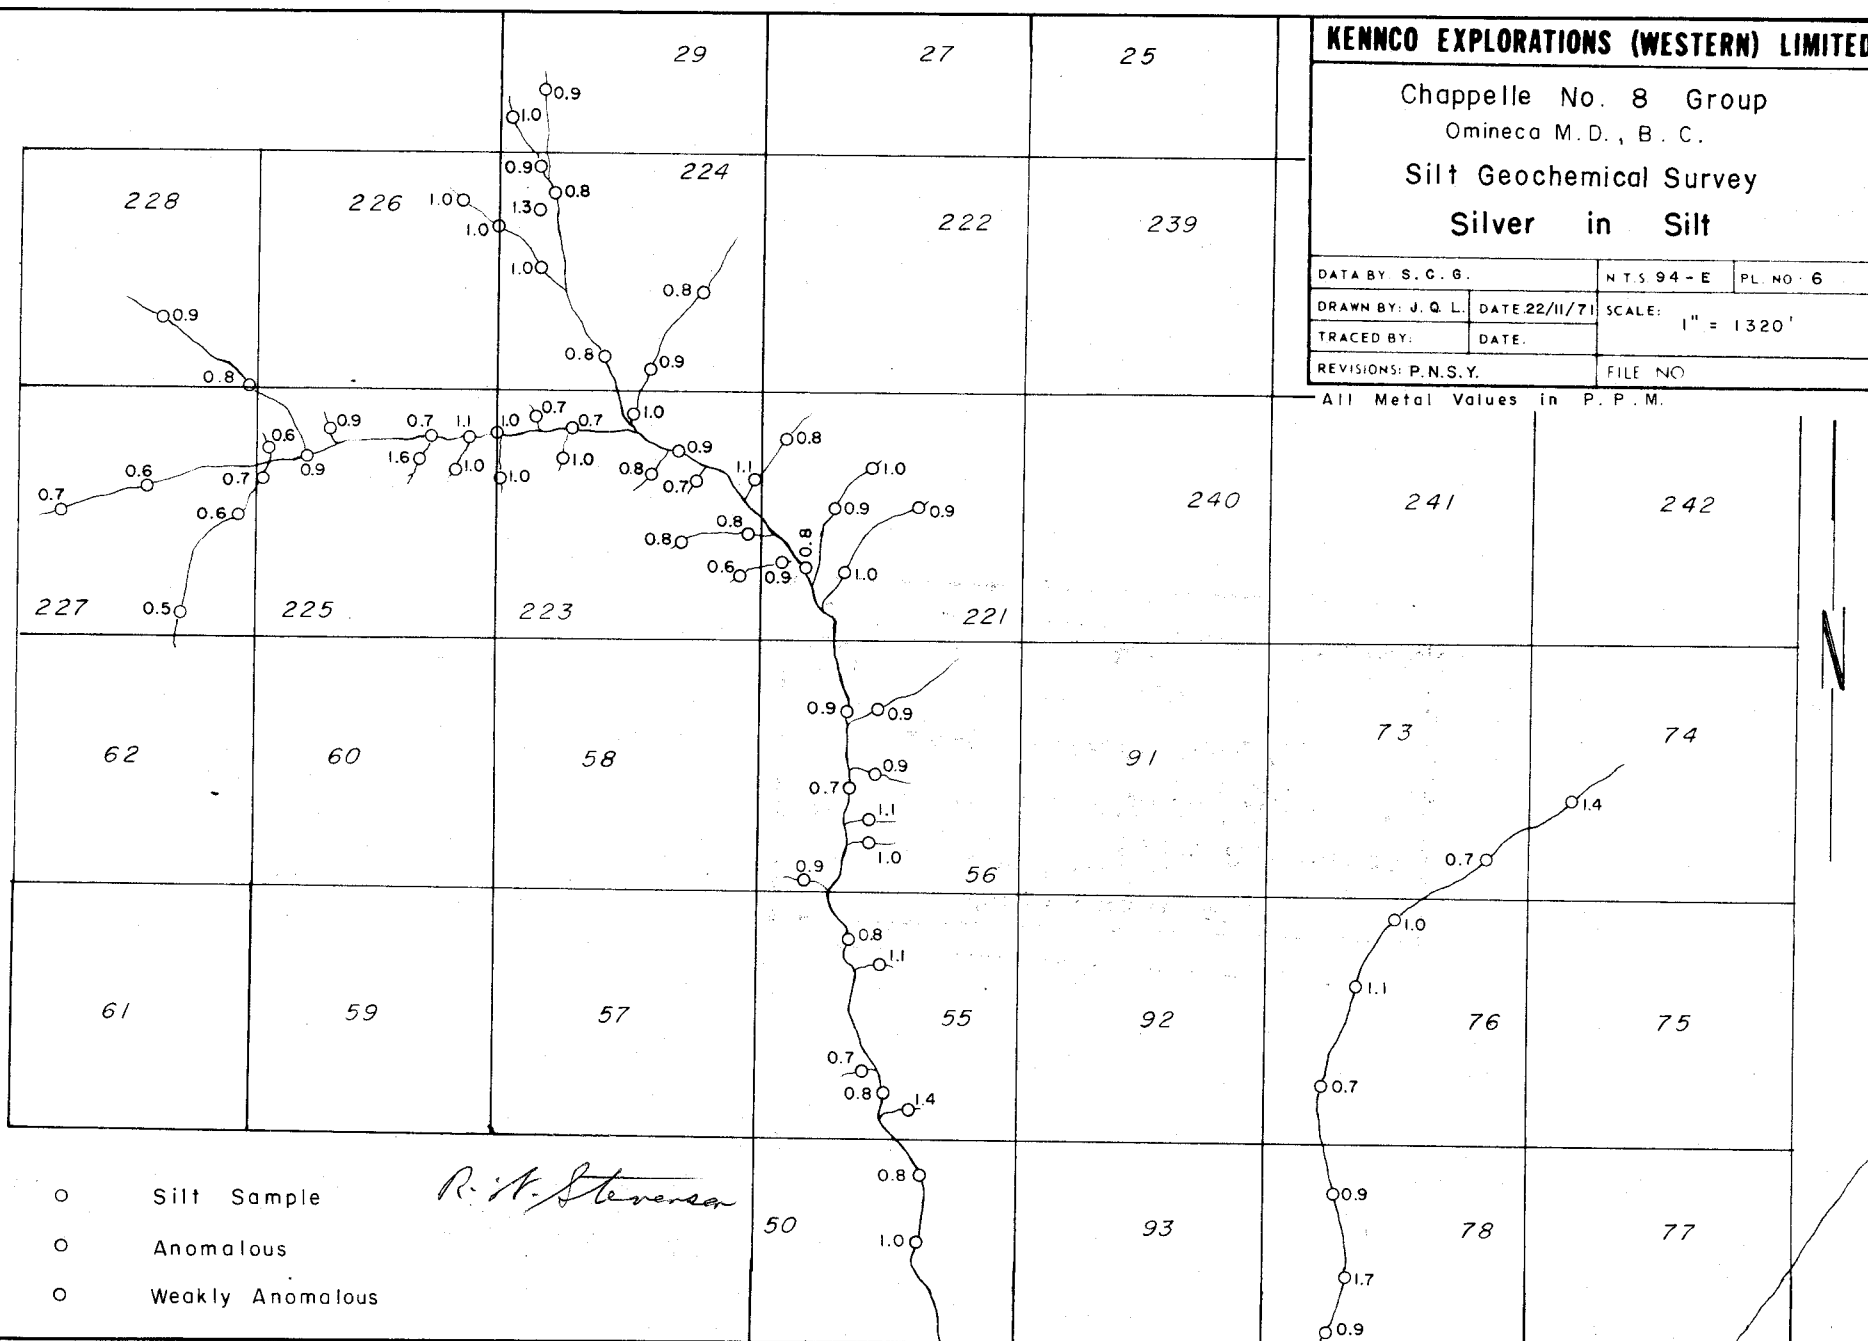 KENNCO EXPLORATIONS (WESTERN) LIMITED
Chappelle No. 8 Group
Omineca M.D., B.C.
Silt Geochemical Survey
Silver in Silt
DATA BY: S.C.G. N.T.S. 94-E PL. NO. 6
DRAWN BY: J.Q.L. DATE. 22/11/71 SCALE: 1" = 1320'
TRACED BY: DATE.
REVISIONS: P.N.S.Y. FILE NO
All Metal Values in P.P.M.
29 27 25
0.9
1.0
0.9 224
228 226 1.0 1.3 0.8 222 239
1.0
1.0
0.8
0.9
0.8 0.9
0.8
1.0
0.7
0.6 0.9 0.7 1.1 1.0 0.7 0.9 0.8
0.6 0.7 0.9 1.6 1.0 1.0 1.0 0.8 0.7 1.1 1.0
0.7 0.6 0.8 0.8 0.9 0.9 240 241 242
0.8
0.6 0.9 1.0
227 0.5 225 223 221
N
0.9 0.9
62 60 58 91 73 74
0.9
0.7
1.1 1.4
1.0
0.9 56 0.7
0.8 1.0
1.1
1.1
61 59 57 55 92 76 75
0.7
0.8 1.4 0.7
0.8 0.9
50 93 78 77
1.0
1.7
0.9
Silt Sample
Anomalous
Weakly Anomalous
R. W. Stevenson